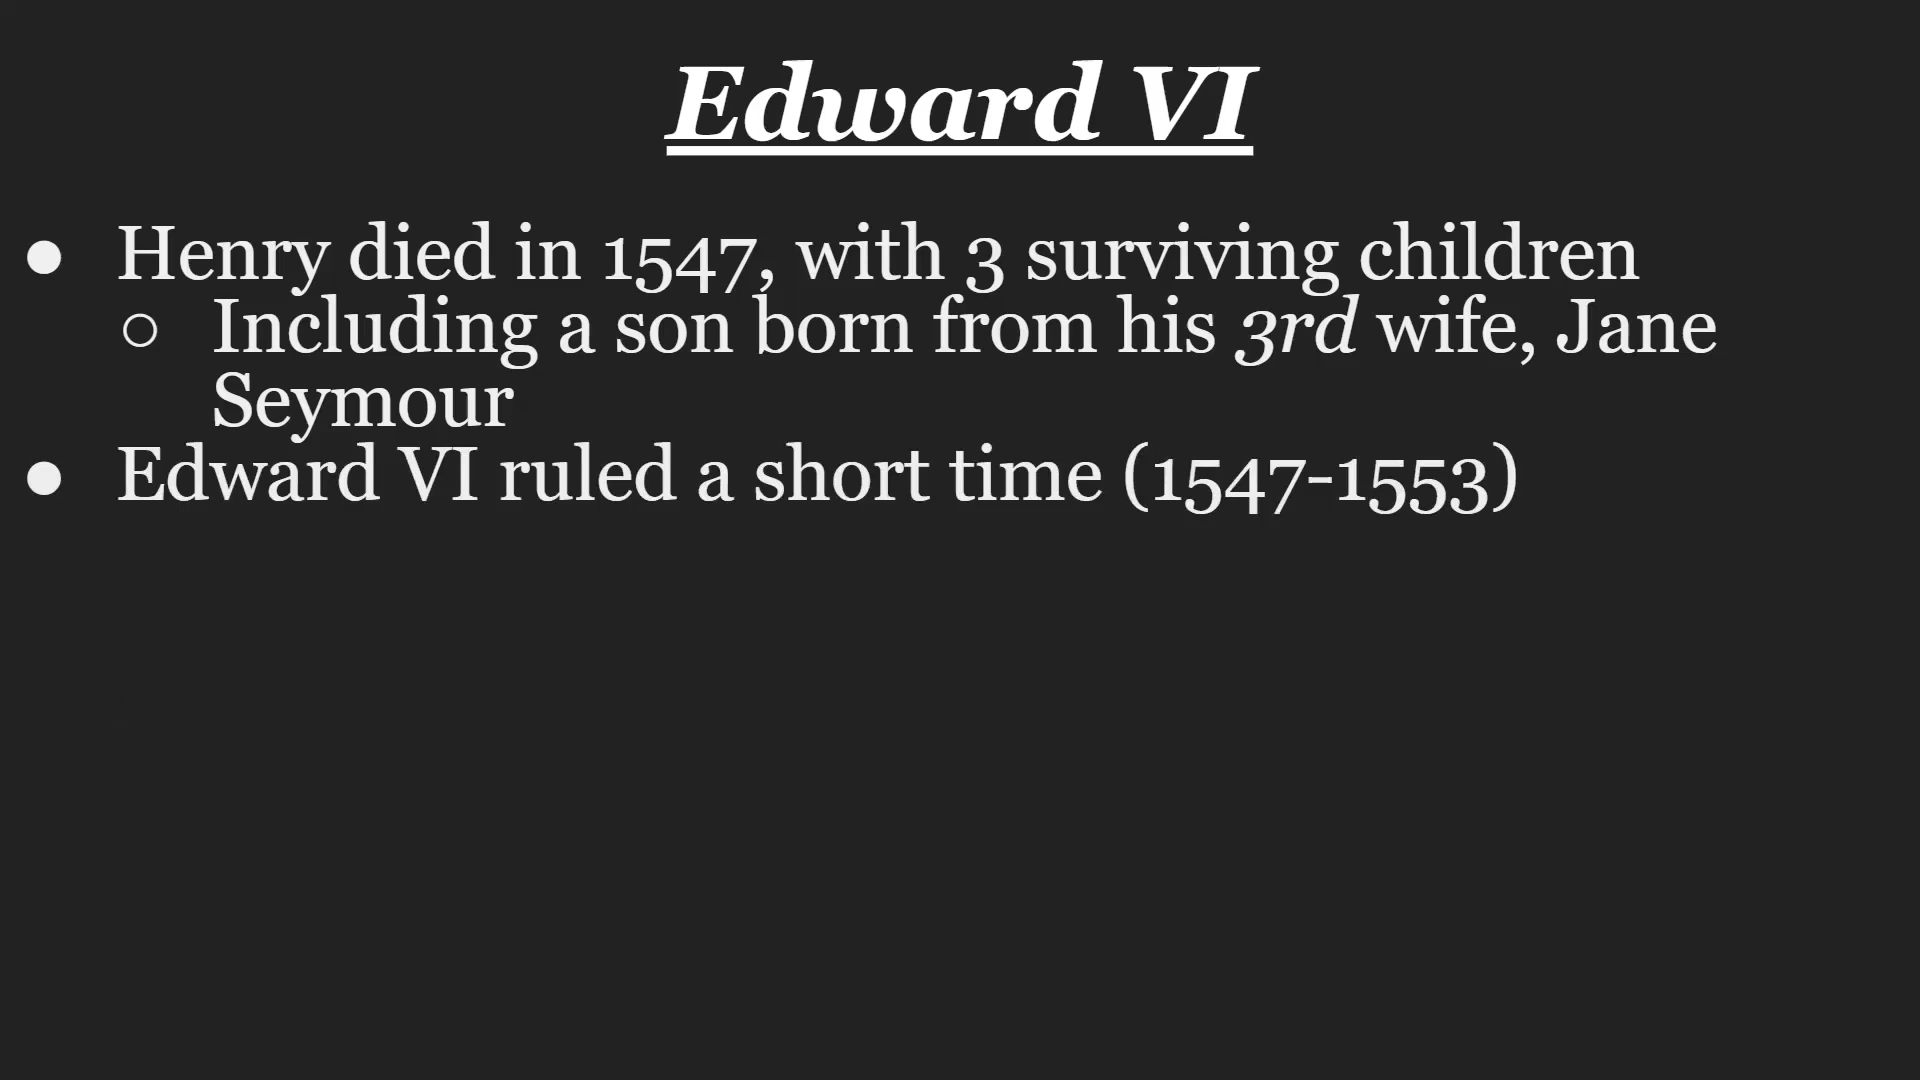 Edward VI
● Henry died in 1547, with 3 surviving children
○ Including a son born from his 3rd wife, Jane
Seymour
● Edward VI ruled a short time (1547-1553)